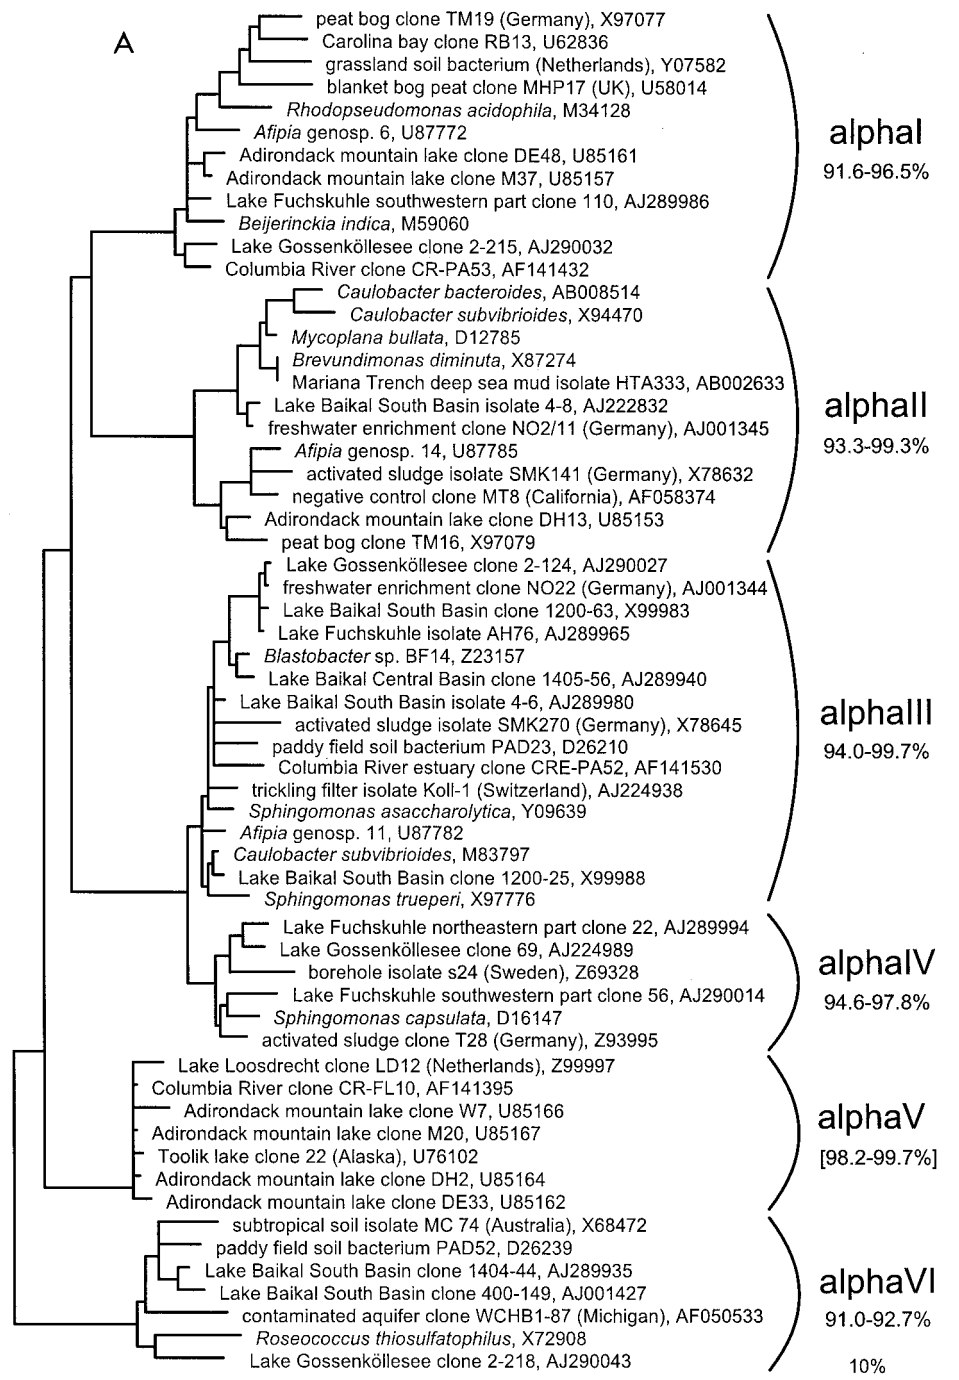 A
peat bog clone TM19 (Germany), X97077
Carolina bay clone RB13, U62836
grassland soil bacterium (Netherlands), Y07582
blanket bog peat clone MHP17 (UK), U58014
Rhodopseudomonas acidophila, M34128
Afipia genosp. 6, U87772
Adirondack mountain lake clone DE48, U85161
Adirondack mountain lake clone M37, U85157
Lake Fuchskuhle southwestern part clone 110, AJ289986
Beijerinckia indica, M59060
Lake Gossenköllesee clone 2-215, AJ290032
Columbia River clone CR-PA53, AF141432
alphaI
91.6-96.5%
Caulobacter bacteroides, AB008514
Caulobacter subvibrioides, X94470
Mycoplana bullata, D12785
Brevundimonas diminuta, X87274
Mariana Trench deep sea mud isolate HTA333, AB002633
Lake Baikal South Basin isolate 4-8, AJ222832
freshwater enrichment clone NO2/11 (Germany), AJ001345
Afipia genosp. 14, U87785
activated sludge isolate SMK141 (Germany), X78632
negative control clone MT8 (California), AF058374
Adirondack mountain lake clone DH13, U85153
peat bog clone TM16, X97079
alphaII
93.3-99.3%
Lake Gossenköllesee clone 2-124, AJ290027
freshwater enrichment clone NO22 (Germany), AJ001344
Lake Baikal South Basin clone 1200-63, X99983
Lake Fuchskuhle isolate AH76, AJ289965
Blastobacter sp. BF14, Z23157
Lake Baikal Central Basin clone 1405-56, AJ289940
Lake Baikal South Basin isolate 4-6, AJ289980
activated sludge isolate SMK270 (Germany), X78645
paddy field soil bacterium PAD23, D26210
Columbia River estuary clone CRE-PA52, AF141530
trickling filter isolate Koll-1 (Switzerland), AJ224938
Sphingomonas asaccharolytica, Y09639
Afipia genosp. 11, U87782
Caulobacter subvibrioides, M83797
Lake Baikal South Basin clone 1200-25, X99988
Sphingomonas trueperi, X97776
alphaIII
94.0-99.7%
Lake Fuchskuhle northeastern part clone 22, AJ289994
Lake Gossenköllesee clone 69, AJ224989
borehole isolate s24 (Sweden), Z69328
Lake Fuchskuhle southwestern part clone 56, AJ290014
Sphingomonas capsulata, D16147
activated sludge clone T28 (Germany), Z93995
alphaIV
94.6-97.8%
Lake Loosdrecht clone LD12 (Netherlands), Z99997
Columbia River clone CR-FL10, AF141395
Adirondack mountain lake clone W7, U85166
Adirondack mountain lake clone M20, U85167
Toolik lake clone 22 (Alaska), U76102
Adirondack mountain lake clone DH2, U85164
Adirondack mountain lake clone DE33, U85162
alphaV
[98.2-99.7%]
subtropical soil isolate MC 74 (Australia), X68472
paddy field soil bacterium PAD52, D26239
Lake Baikal South Basin clone 1404-44, AJ289935
Lake Baikal South Basin clone 400-149, AJ001427
contaminated aquifer clone WCHB1-87 (Michigan), AF050533
Roseococcus thiosulfatophilus, X72908
Lake Gossenköllesee clone 2-218, AJ290043
alphaVI
91.0-92.7%
10%